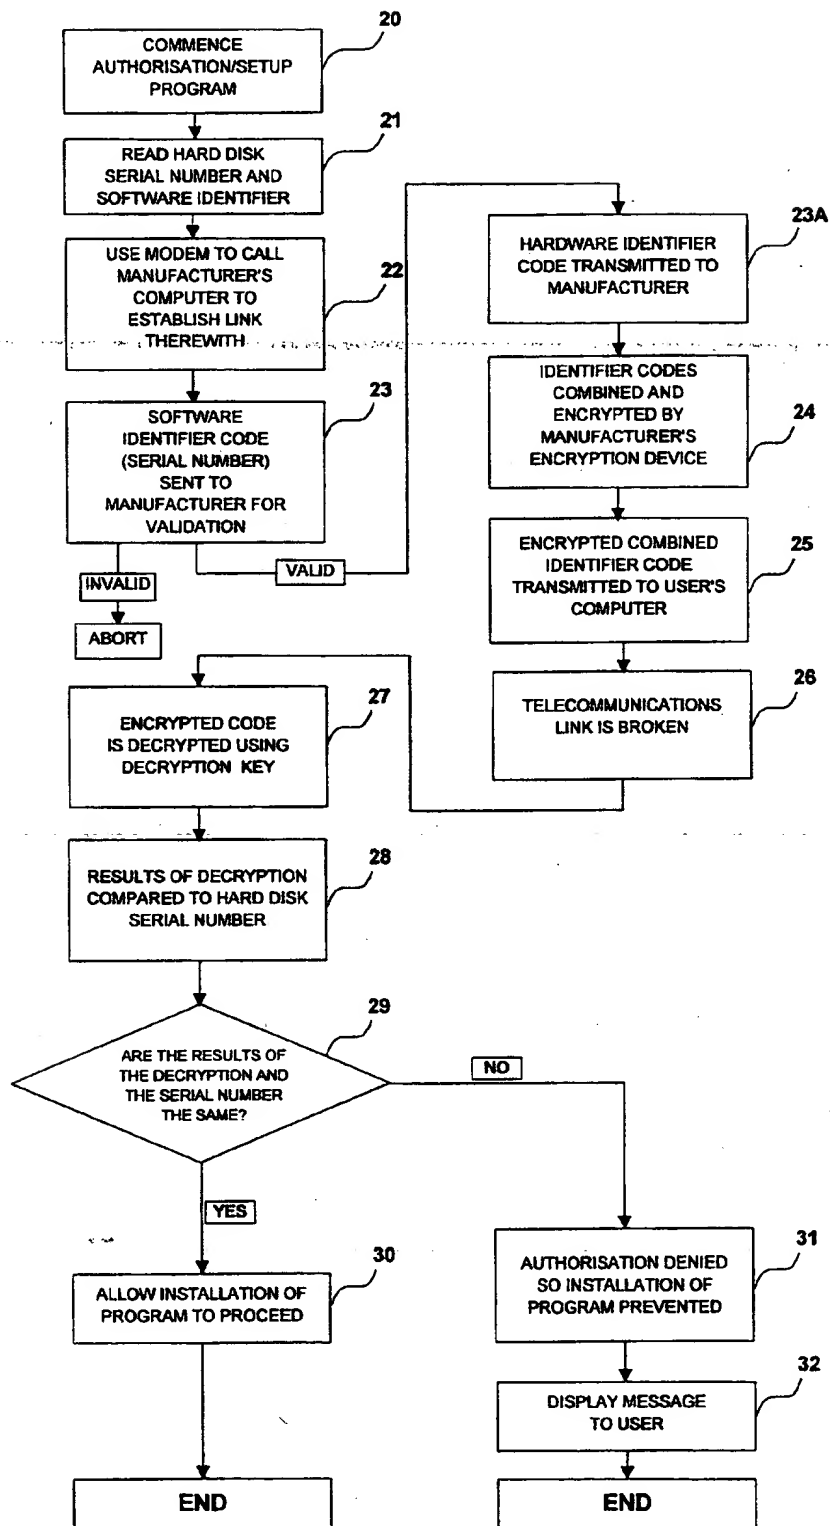 20
COMMENCE
AUTHORISATION/SETUP
PROGRAM
21
READ HARD DISK
SERIAL NUMBER AND
SOFTWARE IDENTIFIER
22
USE MODEM TO CALL
MANUFACTURER'S
COMPUTER TO
ESTABLISH LINK
THEREWITH
23
SOFTWARE
IDENTIFIER CODE
(SERIAL NUMBER)
SENT TO
MANUFACTURER FOR
VALIDATION
INVALID
ABORT
VALID
23A
HARDWARE IDENTIFIER
CODE TRANSMITTED TO
MANUFACTURER
IDENTIFIER CODES
COMBINED AND
ENCRYPTED BY
MANUFACTURER'S
ENCRYPTION DEVICE
24
ENCRYPTED COMBINED
IDENTIFIER CODE
TRANSMITTED TO USER'S
COMPUTER
25
TELECOMMUNICATIONS
LINK IS BROKEN
26
27
ENCRYPTED CODE
IS DECRYPTED USING
DECRYPTION KEY
28
RESULTS OF DECRYPTION
COMPARED TO HARD DISK
SERIAL NUMBER
29
ARE THE RESULTS OF
THE DECRYPTION AND
THE SERIAL NUMBER
THE SAME?
NO
YES
30
ALLOW INSTALLATION OF
PROGRAM TO PROCEED
END
31
AUTHORISATION DENIED
SO INSTALLATION OF
PROGRAM PREVENTED
32
DISPLAY MESSAGE
TO USER
END